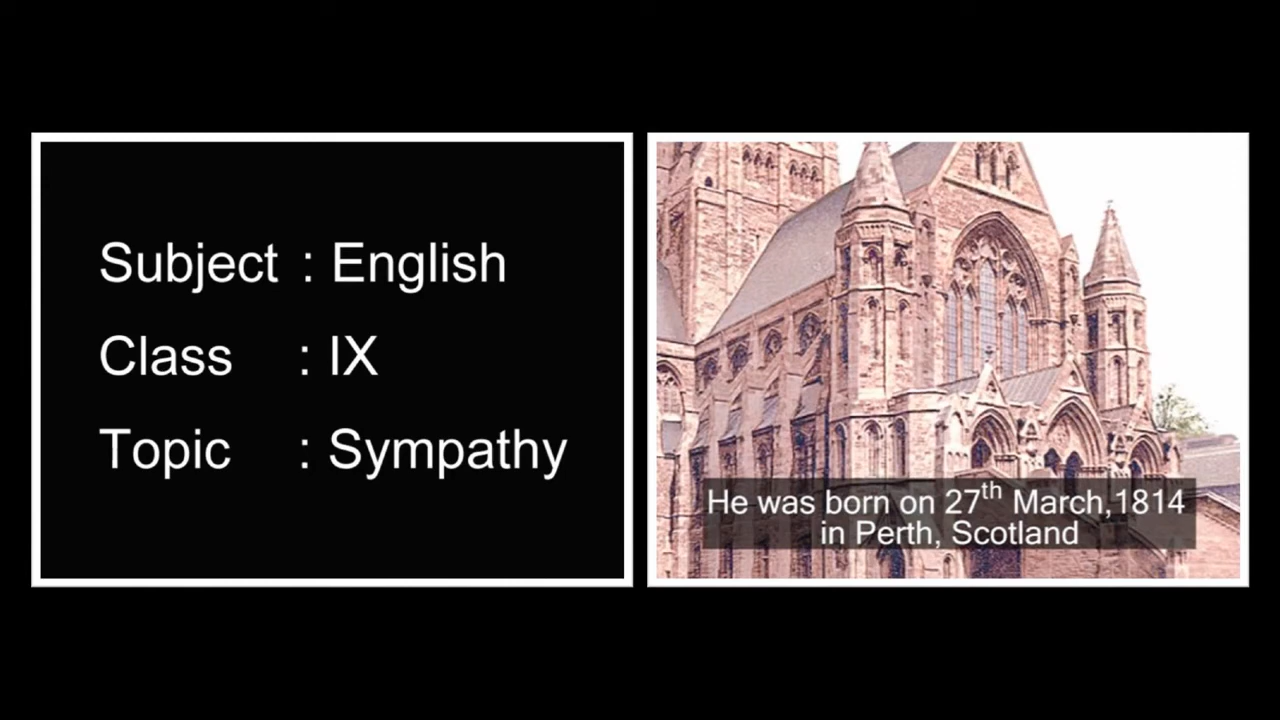 Subject : English
Class : IX
Topic : Sympathy
He was born on 27th March,1814
in Perth, Scotland